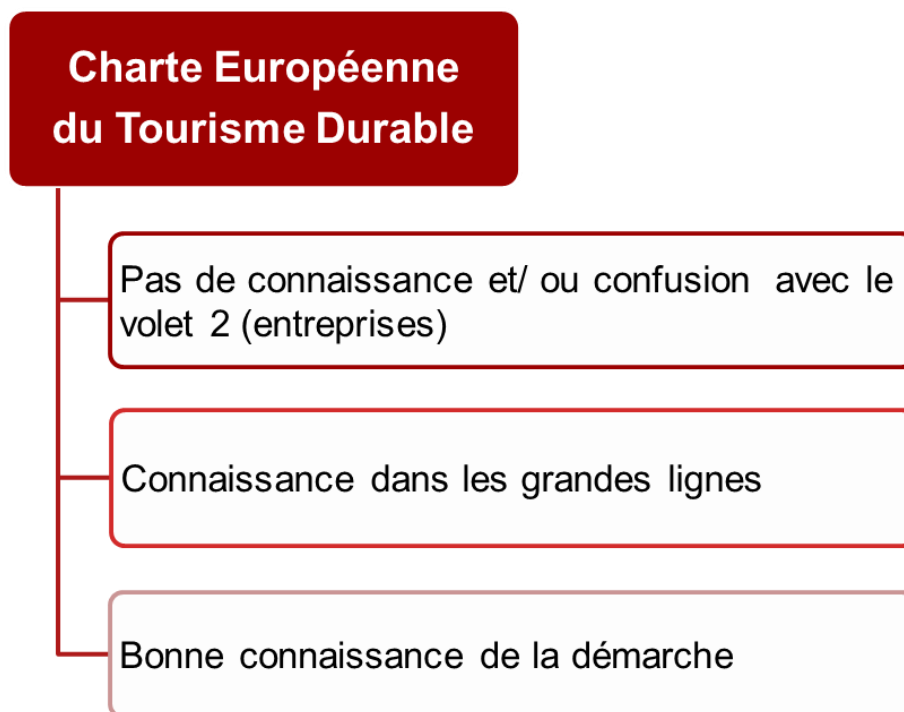 Charte Européenne
du Tourisme Durable
Pas de connaissance et/ ou confusion avec le
volet 2 (entreprises)
Connaissance dans les grandes lignes
Bonne connaissance de la démarche